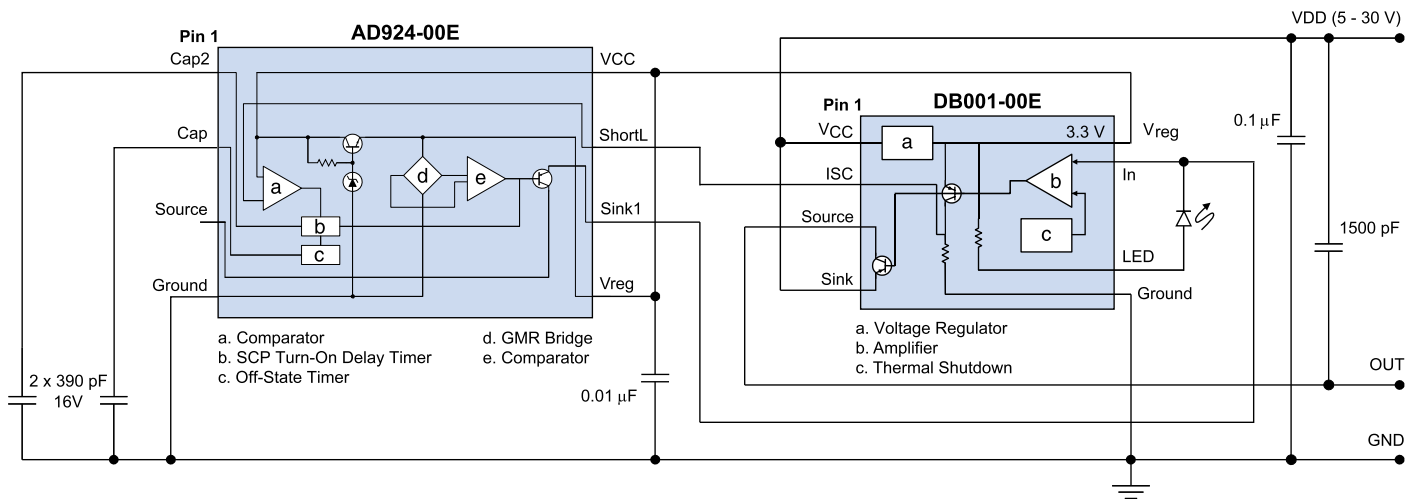 Pin 1
AD924-00E
VDD (5 - 30 V)
Cap2
VCC
Pin 1
DB001-00E
Cap
ShortL
VCC
a
3.3 V
Vreg
0.1 µF
ISC
In
a
d
e
b
Source
Sink1
Source
1500 pF
b
c
c
LED
Ground
Vreg
Sink
Ground
a. Comparator
b. SCP Turn-On Delay Timer
c. Off-State Timer
d. GMR Bridge
e. Comparator
a. Voltage Regulator
b. Amplifier
c. Thermal Shutdown
2 x 390 pF
16V
0.01 µF
OUT
GND